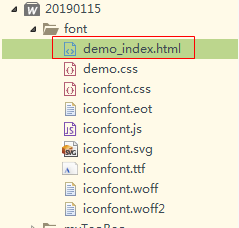 20190115
font
demo_index.html
demo.css
iconfont.css
iconfont.eot
iconfont.js
iconfont.svg
iconfont.ttf
iconfont.woff
iconfont.woff2